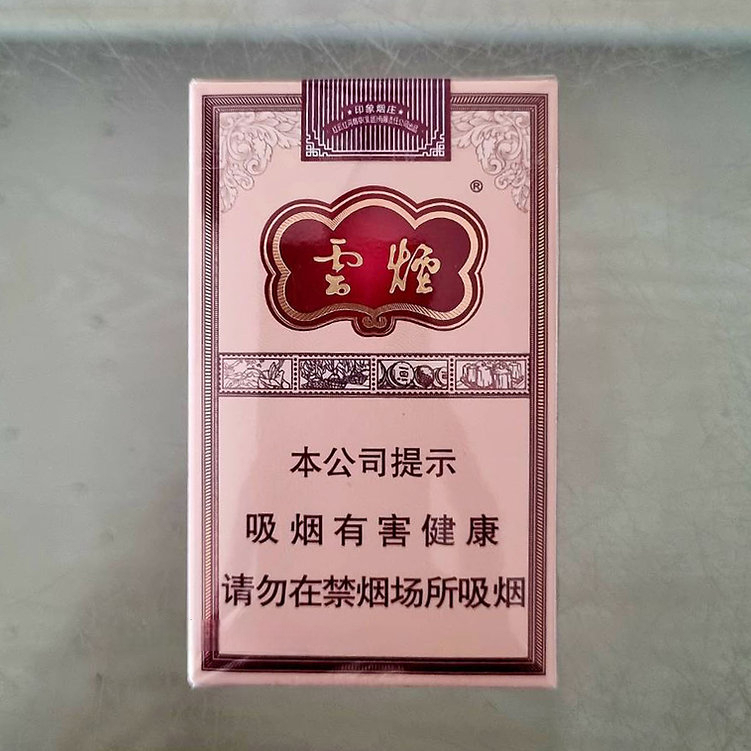 ★印象烟庄★
®
雲煙
本公司提示
吸烟有害健康
请勿在禁烟场所吸烟